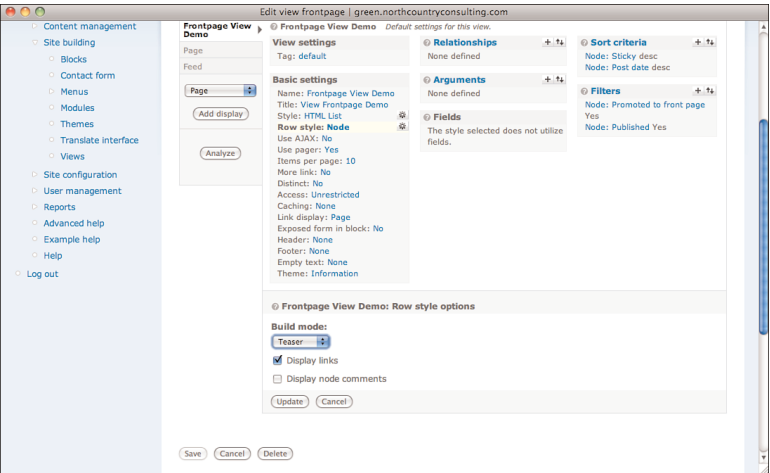 Edit view frontpage | green.northcountryconsulting.com
Content management
Site building
Blocks
Contact form
Menus
Modules
Themes
Translate interface
Views
Site configuration
User management
Reports
Advanced help
Example help
Help
Log out
Frontpage View
Demo
Page
Feed
Page
Add display
Analyze
Frontpage View Demo Default settings for this view.
View settings
Tag: default
Basic settings
Name: Frontpage View Demo
Title: View Frontpage Demo
Style: HTML List
Row style: Node
Use AJAX: No
Use pager: Yes
Items per page: 10
More link: No
Distinct: No
Access: Unrestricted
Caching: None
Link display: Page
Exposed form in block: No
Header: None
Footer: None
Empty text: None
Theme: Information
Relationships
None defined
Arguments
None defined
Fields
The style selected does not utilize
fields.
Sort criteria
Node: Sticky desc
Node: Post date desc
Filters
Node: Promoted to front page
Yes
Node: Published Yes
Frontpage View Demo: Row style options
Build mode:
Teaser
Display links
Display node comments
Update Cancel
Save Cancel Delete